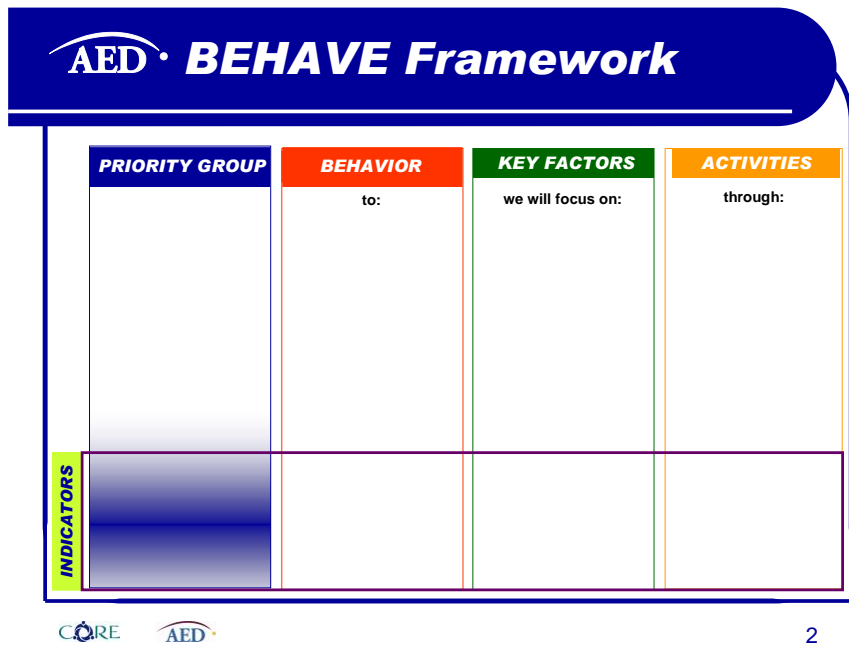 AED BEHAVE Framework
PRIORITY GROUP
BEHAVIOR
to:
KEY FACTORS
we will focus on:
ACTIVITIES
through:
INDICATORS
CORE
AED
2